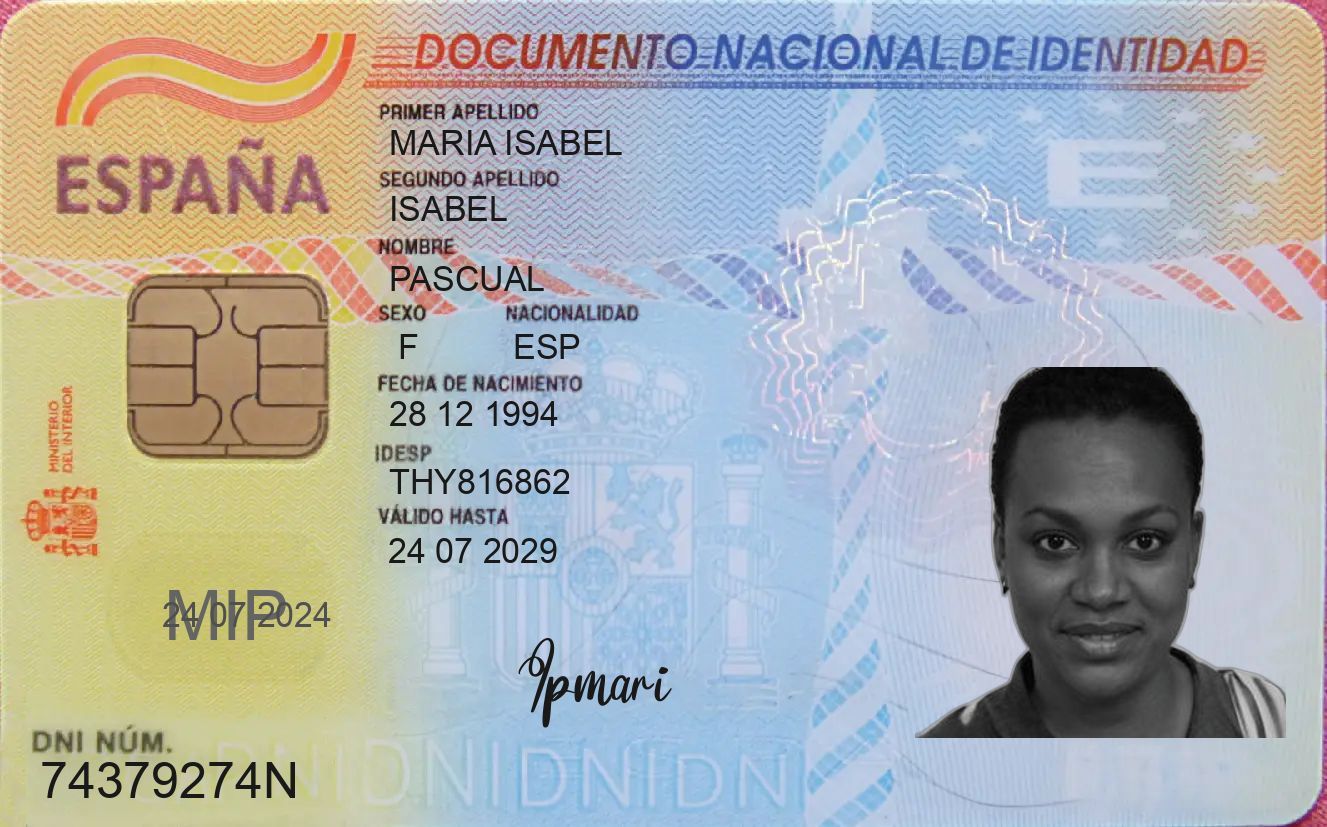 DOCUMENTO NACIONAL DE IDENTIDAD
ESPAÑA
PRIMER APELLIDO
MARIA ISABEL
SEGUNDO APELLIDO
ISABEL
NOMBRE
PASCUAL
SEXO NACIONALIDAD
F ESP
FECHA DE NACIMIENTO
28 12 1994
IDESP
THY816862
VÁLIDO HASTA
24 07 2029
MINISTERIO
DEL INTERIOR
MIP
24 07 2024
Ipmari
DNI NÚM.
74379274N
DNIDNIDNIDNI
E